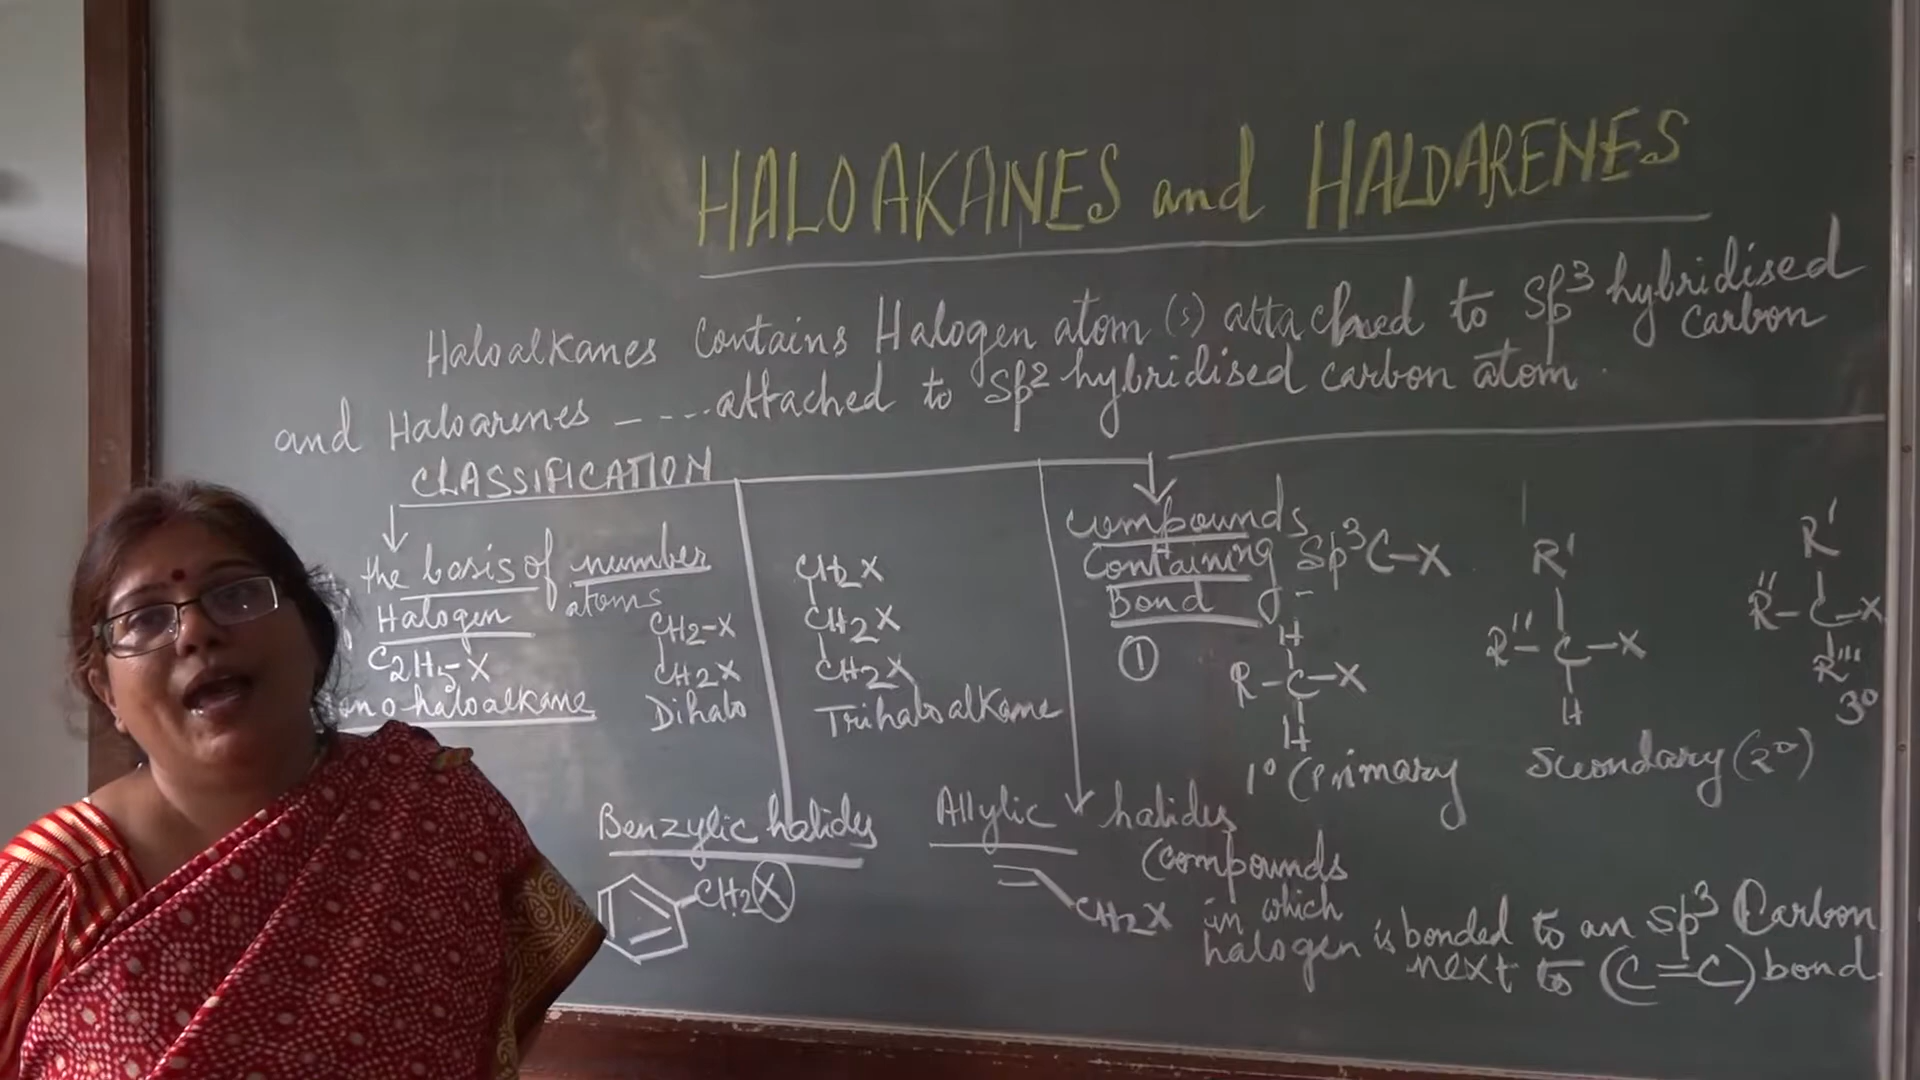 HALOAKANES and HALOARENES
Haloalkanes Contains Halogen atom (s) attached to Sp³ hybridised carbon
and Haloarenes – - - - . attached to Sp² hybridised carbon atom .
CLASSIFICATION
the basis of number
Halogen atoms
C2H5-X
no haloalkane
CH2-X
CH2X
Dihalo
CH2X
CH2X
CH2X
Trihaloalkane
Compounds
Containing Sp³C-X
Bond -
①
H
R-C-X
H
1° (Primary
R'
R''-C-X
H
Secondary (2°)
R'
R''-C-X
R'''
3°
Benzylic halides
CH2X
Allylic halides
CH2X
(Compounds
in which
halogen is bonded to an Sp³ Carbon
next to (C=C) bond.